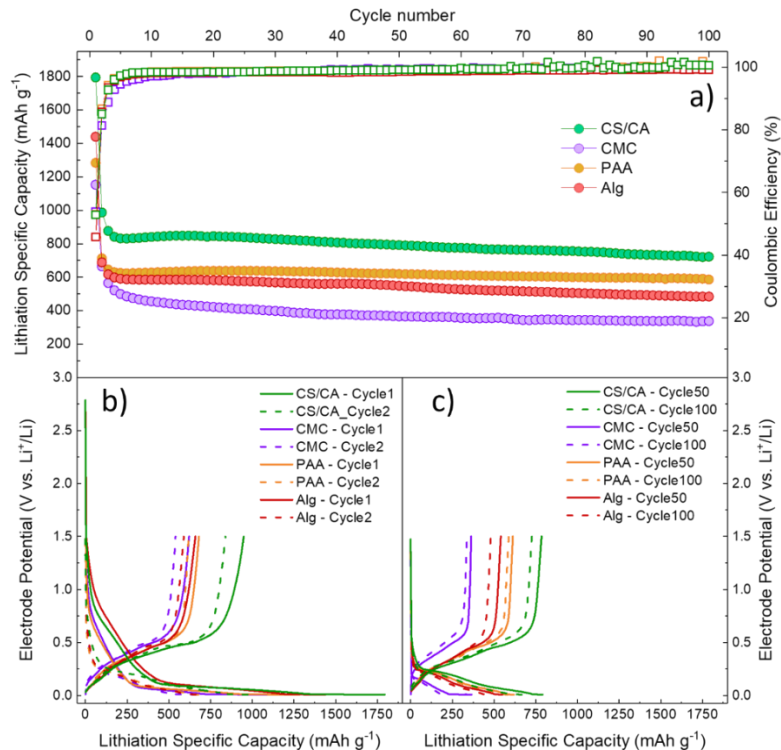 Cycle number
0 10 20 30 40 50 60 70 80 90 100
Lithiation Specific Capacity (mAh g⁻¹)
1800
1600
1400
1200
1000
800
600
400
200
100
80
60
40
20
0
Coulombic Efficiency (%)
a)
CS/CA
CMC
PAA
Alg
b)
CS/CA - Cycle1
CS/CA_Cycle2
CMC - Cycle1
CMC - Cycle2
PAA - Cycle1
PAA - Cycle2
Alg - Cycle1
Alg - Cycle2
Electrode Potential (V vs. Li⁺/Li)
3.0
2.5
2.0
1.5
1.0
0.5
0.0
0 250 500 750 1000 1250 1500 1750
Lithiation Specific Capacity (mAh g⁻¹)
c)
CS/CA - Cycle50
CS/CA - Cycle100
CMC - Cycle50
CMC - Cycle100
PAA - Cycle50
PAA - Cycle100
Alg - Cycle50
Alg - Cycle100
3.0
2.5
2.0
1.5
1.0
0.5
0.0
Electrode Potential (V vs. Li⁺/Li)
0 250 500 750 1000 1250 1500 1750
Lithiation Specific Capacity (mAh g⁻¹)